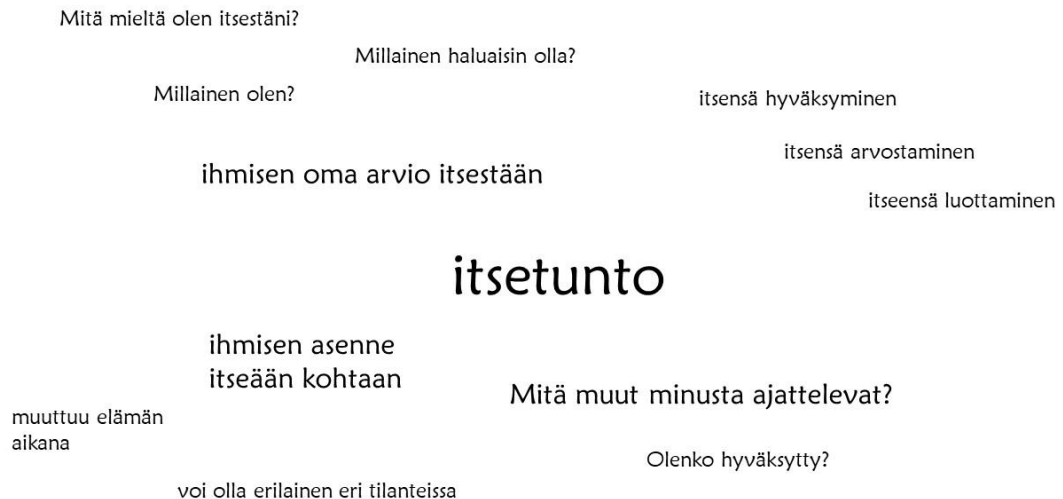 Mitä mieltä olen itsestäni?
Millainen haluaisin olla?
Millainen olen?
itsensä hyväksyminen
itsensä arvostaminen
ihmisen oma arvio itsestään
itseensä luottaminen
itsetunto
ihmisen asenne
itseään kohtaan
Mitä muut minusta ajattelevat?
muuttuu elämän
aikana
Olenko hyväksytty?
voi olla erilainen eri tilanteissa